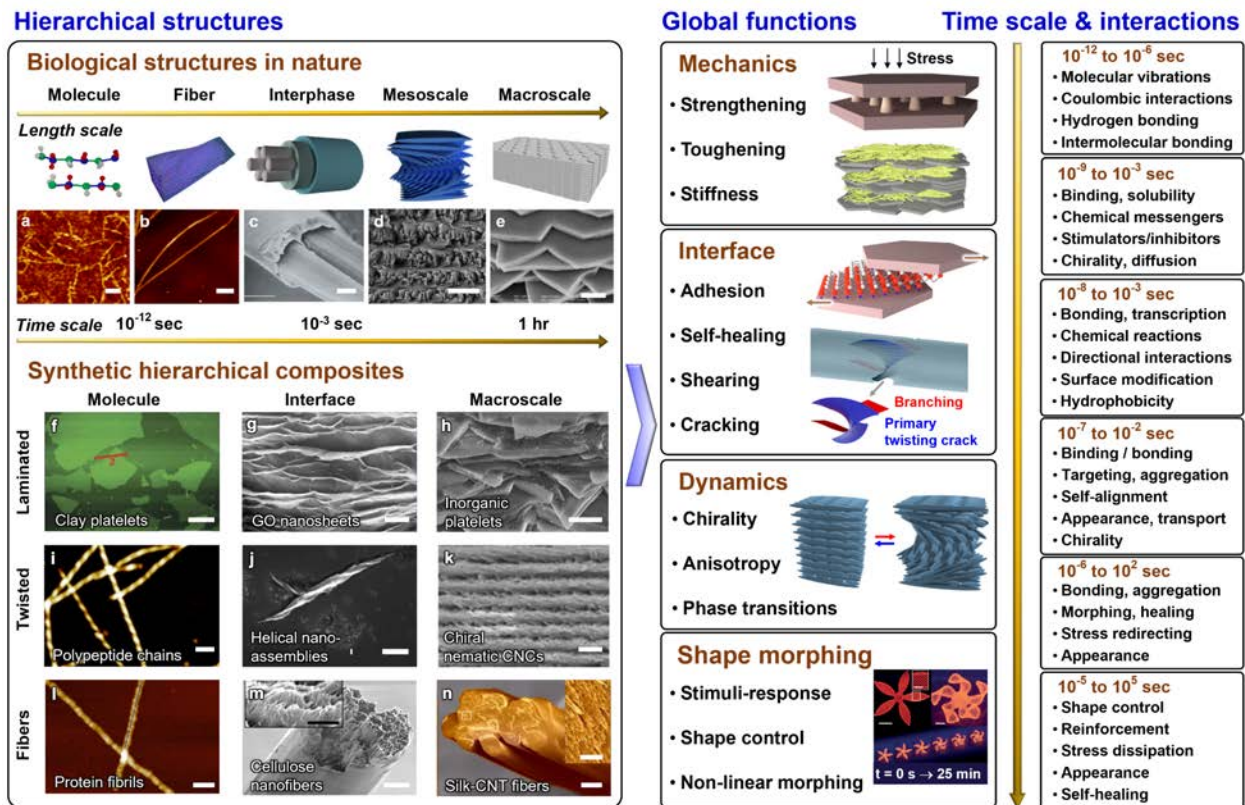 Hierarchical structures
Biological structures in nature
Molecule Fiber Interphase Mesoscale Macroscale
Length scale
a b c d e
Time scale 10⁻¹² sec 10⁻³ sec 1 hr
Synthetic hierarchical composites
Molecule Interface Macroscale
Laminated
f g h
2
Clay platelets
GO nanosheets
Inorganic
platelets
Twisted
i j k
Polypeptide chains
Helical nano-
assemblies
Chiral
nematic CNCs
Fibers
l m n
Protein fibrils
Cellulose
nanofibers
Silk-CNT fibers
Global functions
Mechanics
Stress
• Strengthening
• Toughening
• Stiffness
Interface
• Adhesion
• Self-healing
• Shearing
• Cracking
Branching
Primary
twisting crack
Dynamics
• Chirality
• Anisotropy
• Phase transitions
Shape morphing
• Stimuli-response
• Shape control
• Non-linear morphing
t = 0 s → 25 min
Time scale & interactions
10⁻¹² to 10⁻⁶ sec
• Molecular vibrations
• Coulombic interactions
• Hydrogen bonding
• Intermolecular bonding
10⁻⁹ to 10⁻³ sec
• Binding, solubility
• Chemical messengers
• Stimulators/inhibitors
• Chirality, diffusion
10⁻⁸ to 10⁻³ sec
• Bonding, transcription
• Chemical reactions
• Directional interactions
• Surface modification
• Hydrophobicity
10⁻⁷ to 10⁻² sec
• Binding / bonding
• Targeting, aggregation
• Self-alignment
• Appearance, transport
• Chirality
10⁻⁶ to 10² sec
• Bonding, aggregation
• Morphing, healing
• Stress redirecting
• Appearance
10⁻⁵ to 10⁵ sec
• Shape control
• Reinforcement
• Stress dissipation
• Appearance
• Self-healing